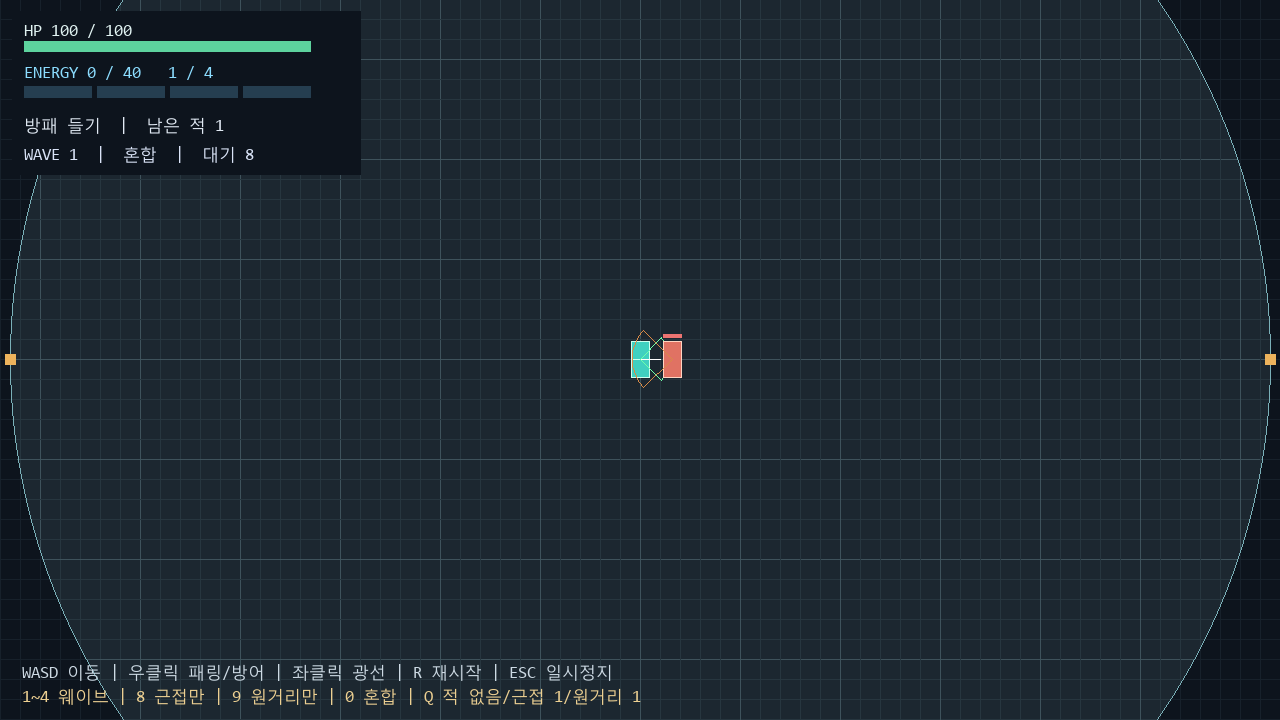 HP 100 / 100
ENERGY 0 / 40 1 / 4
방패 들기 | 남은 적 1
WAVE 1 | 혼합 | 대기 8
WASD 이동 | 우클릭 패링/방어 | 좌클릭 광선 | R 재시작 | ESC 일시정지
1~4 웨이브 | 8 근접만 | 9 원거리만 | 0 혼합 | Q 적 없음/근접 1/원거리 1